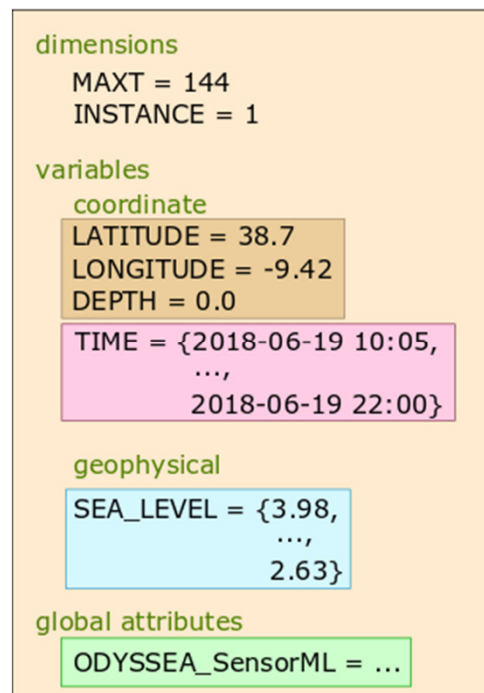 dimensions
MAXT = 144
INSTANCE = 1
variables
coordinate
LATITUDE = 38.7
LONGITUDE = -9.42
DEPTH = 0.0
TIME = {2018-06-19 10:05,
...,
2018-06-19 22:00}
geophysical
SEA_LEVEL = {3.98,
...,
2.63}
global attributes
ODYSSEA_SensorML = ...